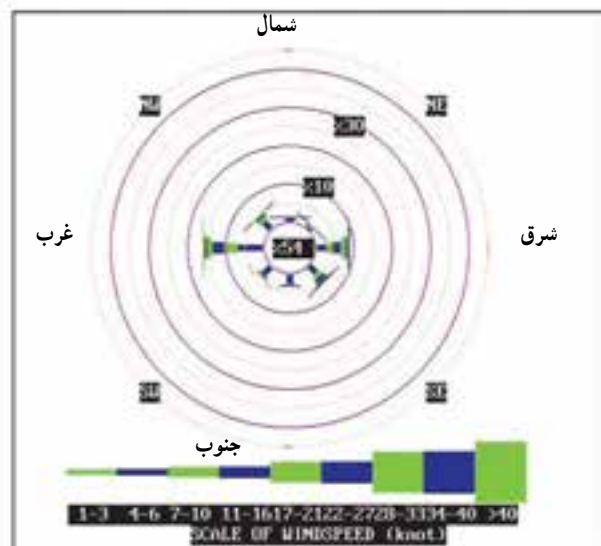 شمال
NW NE
%30
%10
غرب شرق
SW SE
جنوب
1-3 4-6 7-10 11-16 17-21 22-27 28-33 34-40 >40
SCALE OF WINDSPEED (knot)